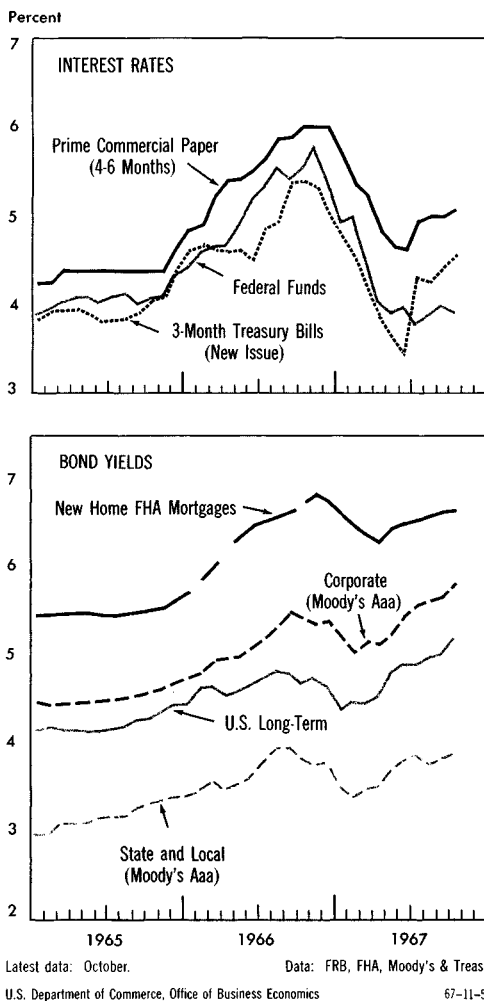 Percent
7
INTEREST RATES
6
Prime Commercial Paper
(4-6 Months)
5
Federal Funds
4
3-Month Treasury Bills
(New Issue)
3
BOND YIELDS
7
New Home FHA Mortgages
6
Corporate
(Moody's Aaa)
5
U.S. Long-Term
4
3
State and Local
(Moody's Aaa)
2
1965 1966 1967
Latest data: October. Data: FRB, FHA, Moody's & Treas
U.S. Department of Commerce, Office of Business Economics 67-11-